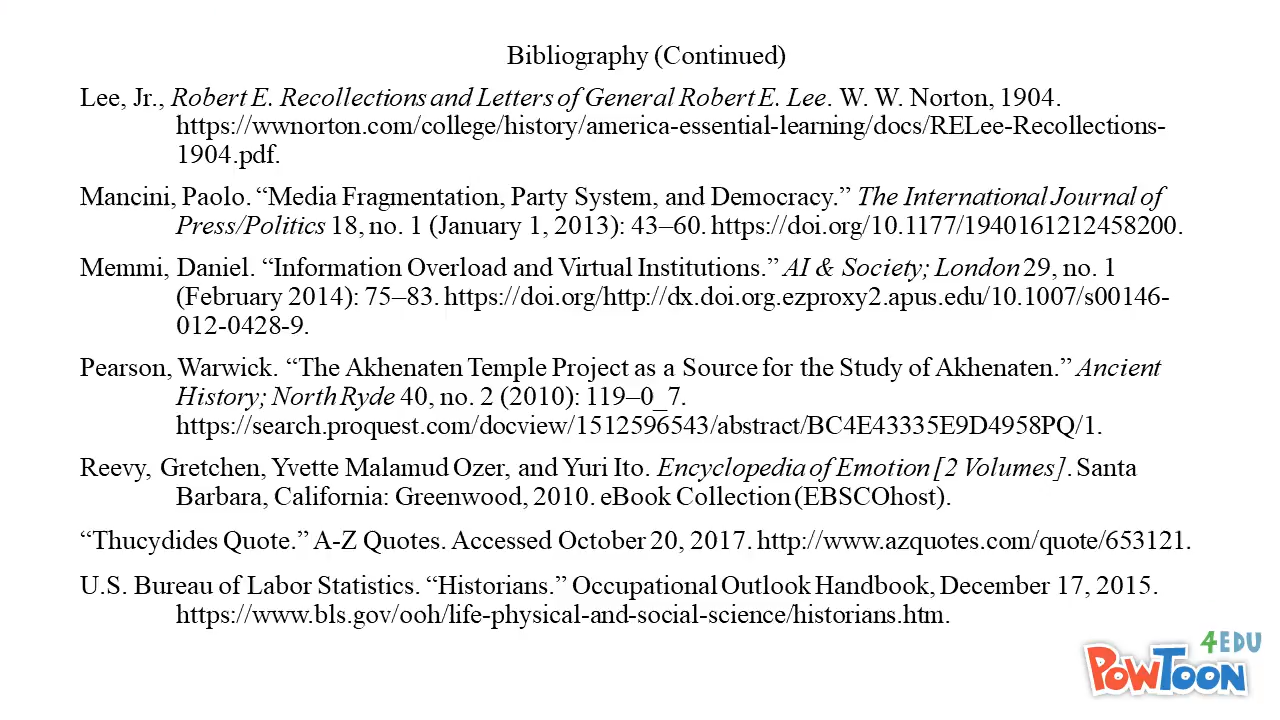 Bibliography (Continued)
Lee, Jr., Robert E. Recollections and Letters of General Robert E. Lee. W. W. Norton, 1904.
https://wwnorton.com/college/history/america-essential-learning/docs/RELee-Recollections-
1904.pdf.
Mancini, Paolo. “Media Fragmentation, Party System, and Democracy.” The International Journal of
Press/Politics 18, no. 1 (January 1, 2013): 43–60. https://doi.org/10.1177/1940161212458200.
Memmi, Daniel. “Information Overload and Virtual Institutions.” AI & Society; London 29, no. 1
(February 2014): 75–83. https://doi.org/http://dx.doi.org.ezproxy2.apus.edu/10.1007/s00146-
012-0428-9.
Pearson, Warwick. “The Akhenaten Temple Project as a Source for the Study of Akhenaten.” Ancient
History; North Ryde 40, no. 2 (2010): 119–0_7.
https://search.proquest.com/docview/1512596543/abstract/BC4E43335E9D4958PQ/1.
Reevy, Gretchen, Yvette Malamud Ozer, and Yuri Ito. Encyclopedia of Emotion [2 Volumes]. Santa
Barbara, California: Greenwood, 2010. eBook Collection (EBSCOhost).
“Thucydides Quote.” A-Z Quotes. Accessed October 20, 2017. http://www.azquotes.com/quote/653121.
U.S. Bureau of Labor Statistics. “Historians.” Occupational Outlook Handbook, December 17, 2015.
https://www.bls.gov/ooh/life-physical-and-social-science/historians.htm.
4EDU
POWTOON